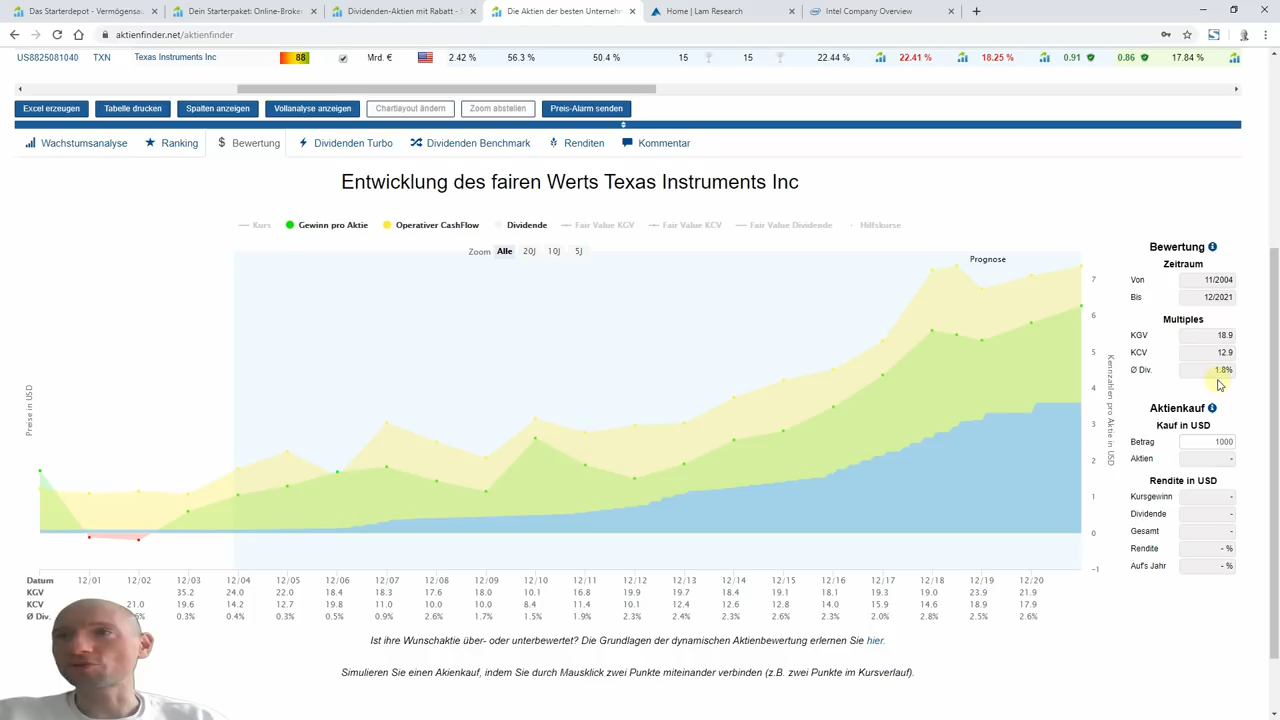 Das Starterdepot - Vermögensau
Dein Starterpaket: Online-Broker
Dividenden-Aktien mit Rabatt - S
Die Aktien der besten Unternehm
Home | Lam Research
Intel Company Overview
aktienfinder.net/aktienfinder
US8825081040 TXN Texas Instruments Inc 88 Mrd. € 2.42 % 56.3 % 50.4 % 15 15 22.44 % 22.41 % 18.25 % 0.91 0.86 17.84 %
Excel erzeugen Tabelle drucken Spalten anzeigen Vollanalyse anzeigen Chartlayout ändern Zoom abstellen Preis-Alarm senden
Wachstumsanalyse Ranking Bewertung Dividenden Turbo Dividenden Benchmark Renditen Kommentar
Entwicklung des fairen Werts Texas Instruments Inc
Kurs Gewinn pro Aktie Operativer CashFlow Dividende Fair Value KGV Fair Value KCV Fair Value Dividende Hilfskurse
Zoom Alle 20J 10J 5J
Prognose
Preise in USD
7
6
5
4
3
2
1
0
-1
Kennzahlen pro Aktie in USD
Bewertung
Zeitraum
Von 11/2004
Bis 12/2021
Multiples
KGV 18.9
KCV 12.9
Ø Div. 1.8%
Aktienkauf
Kauf in USD
Betrag 1000
Aktien -
Rendite in USD
Kursgewinn -
Dividende -
Gesamt -
Rendite - %
Auf's Jahr - %
Datum 12/01 12/02 12/03 12/04 12/05 12/06 12/07 12/08 12/09 12/10 12/11 12/12 12/13 12/14 12/15 12/16 12/17 12/18 12/19 12/20
KGV 35.2 24.0 22.0 18.4 18.3 17.6 18.0 10.1 16.8 19.9 19.7 18.4 19.1 18.1 19.3 19.0 23.9 21.9
KCV 21.0 19.6 14.2 12.7 19.8 11.0 10.0 10.0 8.4 11.4 10.1 12.4 12.6 12.8 14.0 15.9 14.6 18.9 17.9
Ø Div. 0.3% 0.4% 0.3% 0.5% 0.9% 2.6% 1.7% 1.5% 1.9% 2.3% 2.4% 2.3% 2.6% 2.3% 2.0% 2.8% 2.5% 2.6%
Ist ihre Wunschaktie über- oder unterbewertet? Die Grundlagen der dynamischen Aktienbewertung erlernen Sie hier.
Simulieren Sie einen Akienkauf, indem Sie durch Mausklick zwei Punkte miteinander verbinden (z.B. zwei Punkte im Kursverlauf).